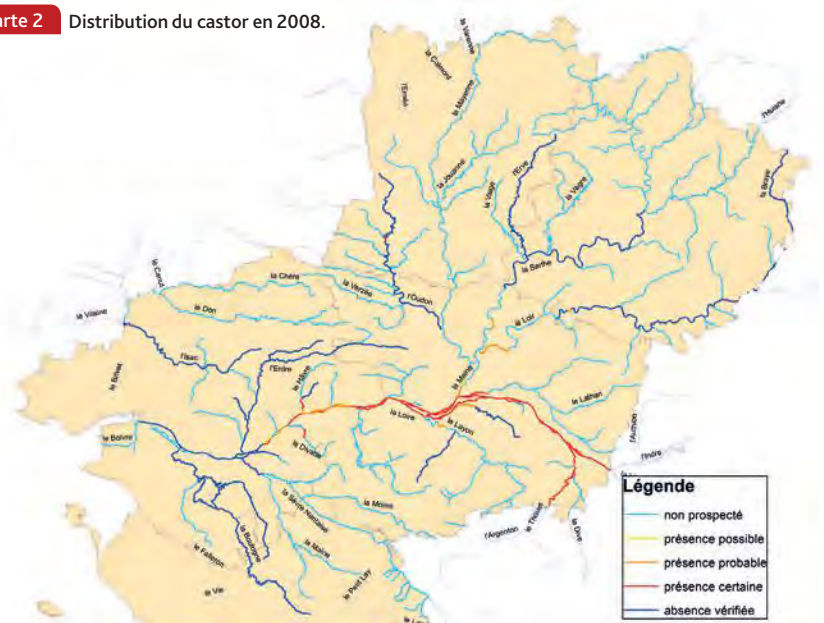 arte 2 Distribution du castor en 2008.
la Varenne
le Colmont
l'Ernée
la Mayenne
l'Huisne
la Jouanne
l'Erve
la Vaige
la Vègre
la Braye
la Sarthe
le Canut
la Chère
la Verzée
l'Oudon
le Don
le Loir
la Vilaine
l'Isac
l'Erdre
le Hâvre
la Maine
le Brivet
le Lathan
la Loire
le Layon
l'Authion
le Boivre
la Divatte
l'Indre
la Sèvre Nantaise
la Moine
l'Argenton
le Thouet
la Dive
la Boulogne
le Falleron
la Maine
le Petit Lay
la Vie
Légende
non prospecté
présence possible
présence probable
présence certaine
absence vérifiée